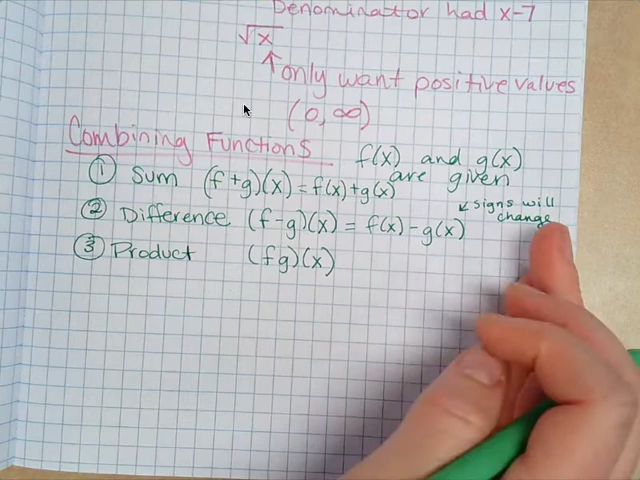 Denominator had x-7
√x
↑ only want positive values
(0, ∞)
Combining Functions
f(x) and g(x)
are given
① Sum (f+g)(x) = f(x)+g(x)
② Difference (f-g)(x) = f(x)-g(x)
↙ signs will
change
③ Product (fg)(x)